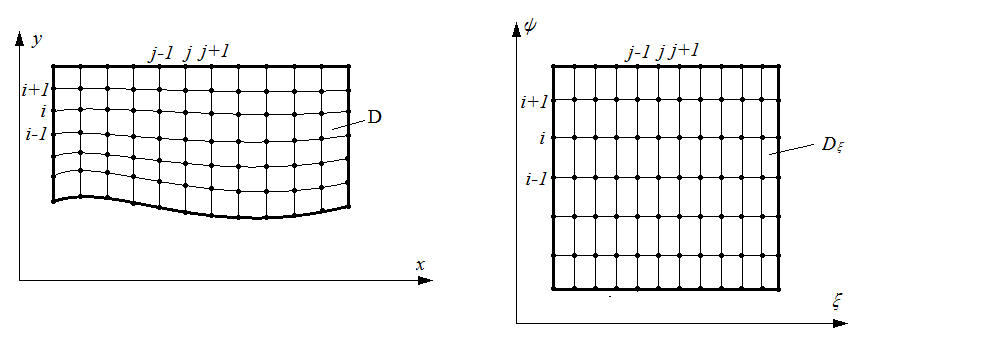 y
j-1 j j+1
i+1
i
i-1
D
x
ψ
j-1 j j+1
i+1
i
i-1
Dξ
ξ